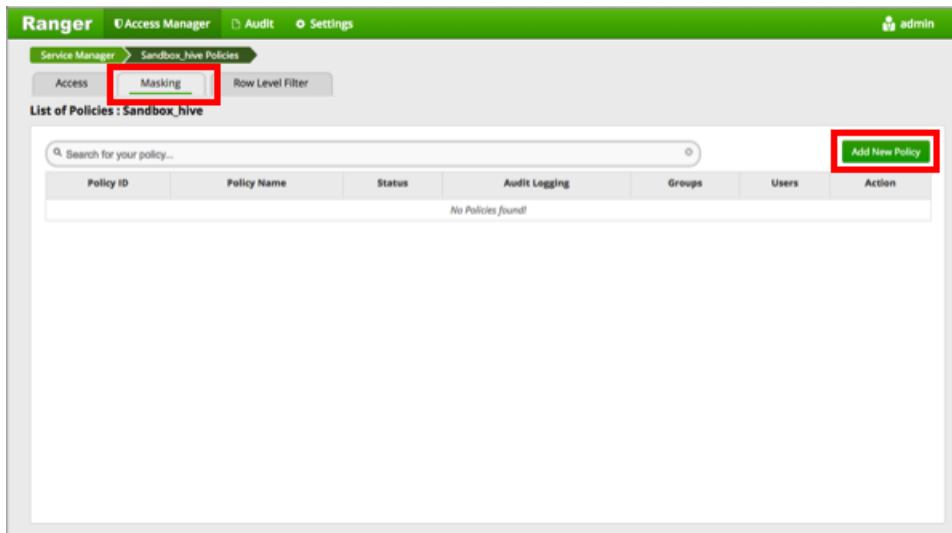 Ranger Access Manager Audit Settings admin
Service Manager Sandbox_hive Policies
Access Masking Row Level Filter
List of Policies : Sandbox_hive
Search for your policy... Add New Policy
Policy ID Policy Name Status Audit Logging Groups Users Action
No Policies found!